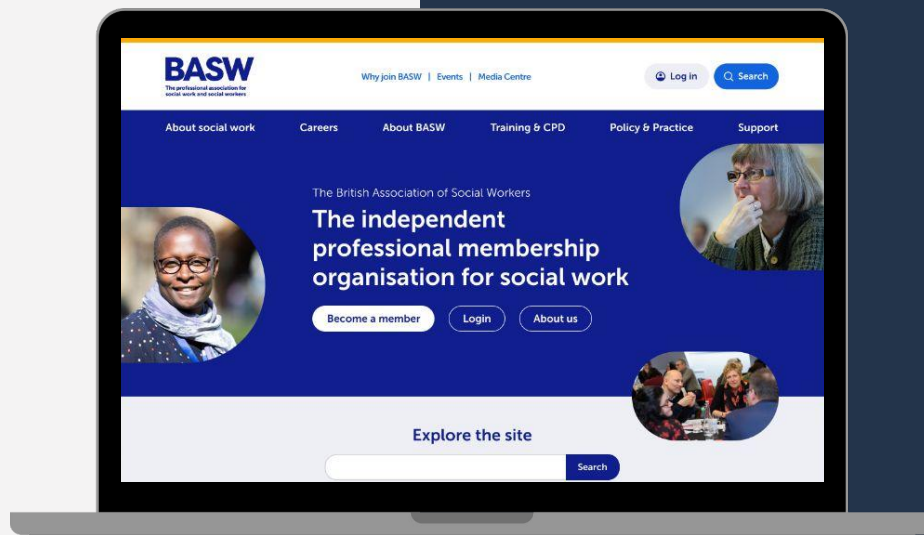 BASW
The professional association for
social work and social workers
Why join BASW | Events | Media Centre
Log in
Search
About social work
Careers
About BASW
Training & CPD
Policy & Practice
Support
The British Association of Social Workers
The independent
professional membership
organisation for social work
Become a member
Login
About us
Explore the site
Search